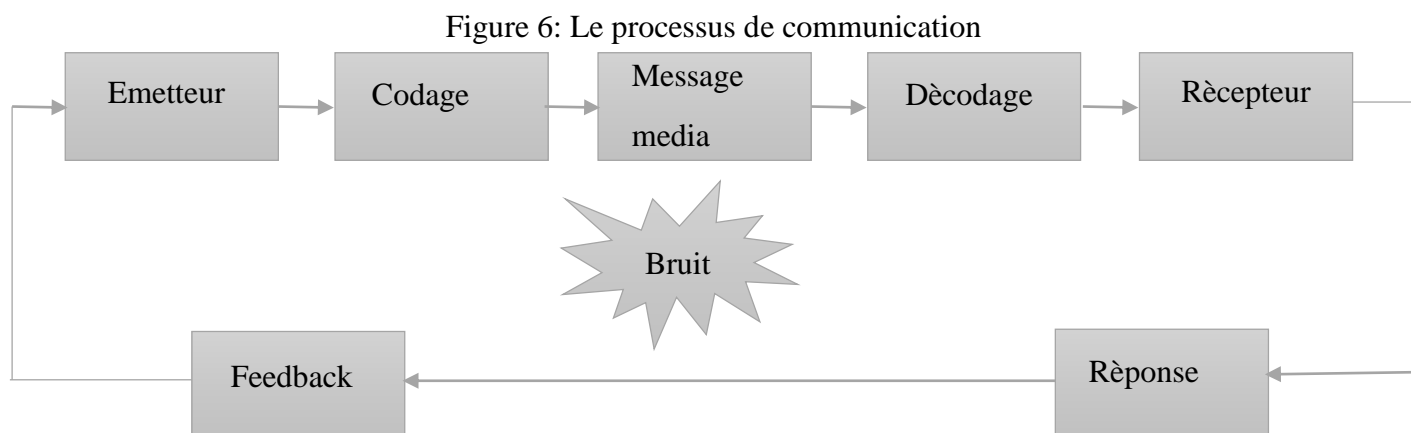 Figure 6: Le processus de communication
Emetteur
Codage
Message
media
Dècodage
Rècepteur
Bruit
Feedback
Rèponse